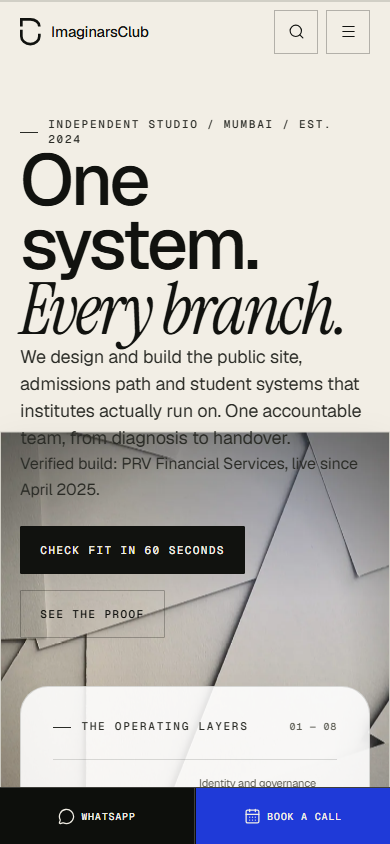 ImaginarsClub
INDEPENDENT STUDIO / MUMBAI / EST.
2024
One
system.
Every branch.
We design and build the public site,
admissions path and student systems that
institutes actually run on. One accountable
team, from diagnosis to handover.
Verified build: PRV Financial Services, live since
April 2025.
CHECK FIT IN 60 SECONDS
SEE THE PROOF
THE OPERATING LAYERS 01 — 08
Identity and governance
WHATSAPP BOOK A CALL